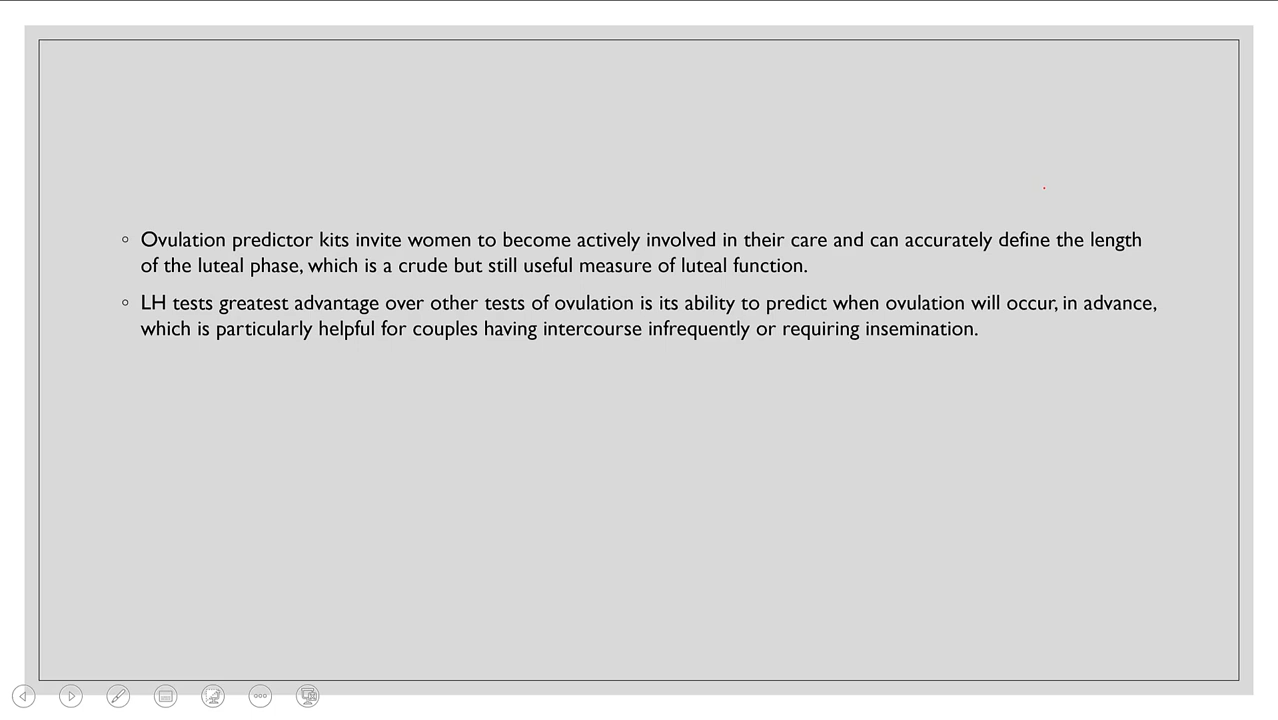 ◦ Ovulation predictor kits invite women to become actively involved in their care and can accurately define the length
of the luteal phase, which is a crude but still useful measure of luteal function.
◦ LH tests greatest advantage over other tests of ovulation is its ability to predict when ovulation will occur, in advance,
which is particularly helpful for couples having intercourse infrequently or requiring insemination.